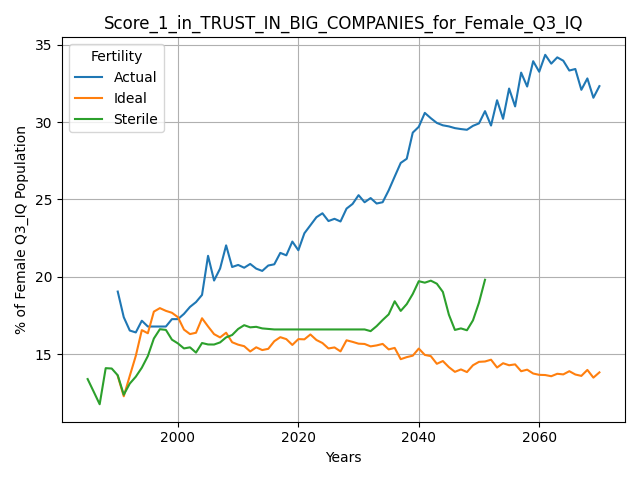 Score_1_in_TRUST_IN_BIG_COMPANIES_for_Female_Q3_IQ
Fertility
Actual
Ideal
Sterile
% of Female Q3_IQ Population
35
30
25
20
15
2000
2020
2040
2060
Years